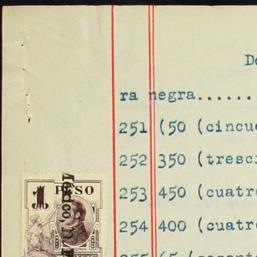 De
ra negra......
251 (50 (cincue
252 350 (tresci
253 450 (cuatro
254 400 (cuatro
1 PESO